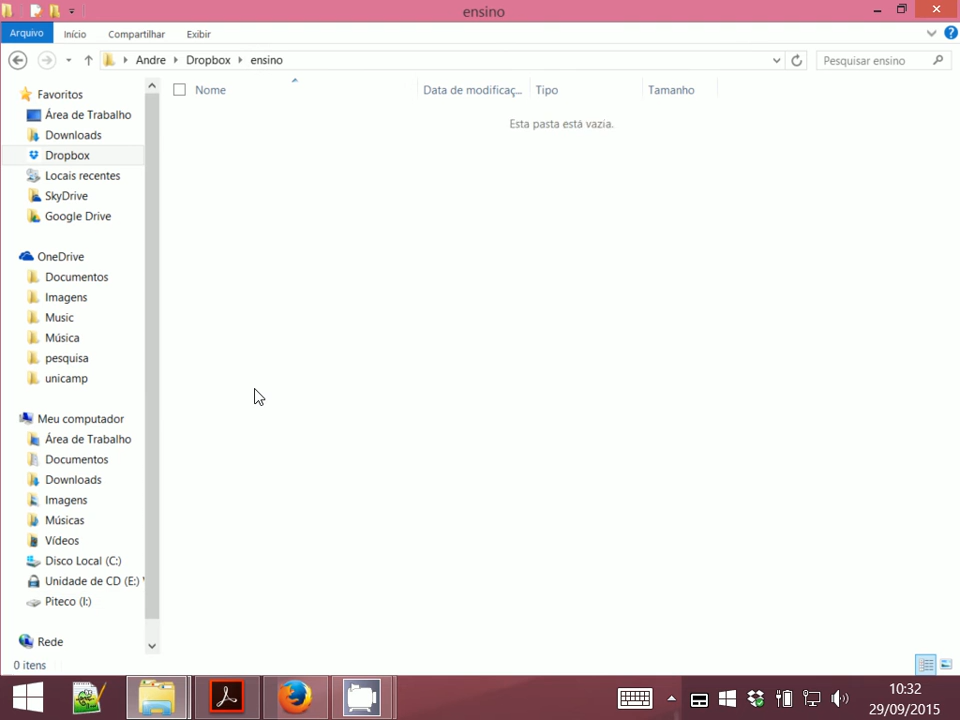 ensino
Arquivo Início Compartilhar Exibir
Andre Dropbox ensino Pesquisar ensino
Nome Data de modificaç... Tipo Tamanho
Esta pasta está vazia.
Favoritos
Área de Trabalho
Downloads
Dropbox
Locais recentes
SkyDrive
Google Drive
OneDrive
Documentos
Imagens
Music
Música
pesquisa
unicamp
Meu computador
Área de Trabalho
Documentos
Downloads
Imagens
Músicas
Vídeos
Disco Local (C:)
Unidade de CD (E:)
Piteco (I:)
Rede
0 itens
10:32
29/09/2015